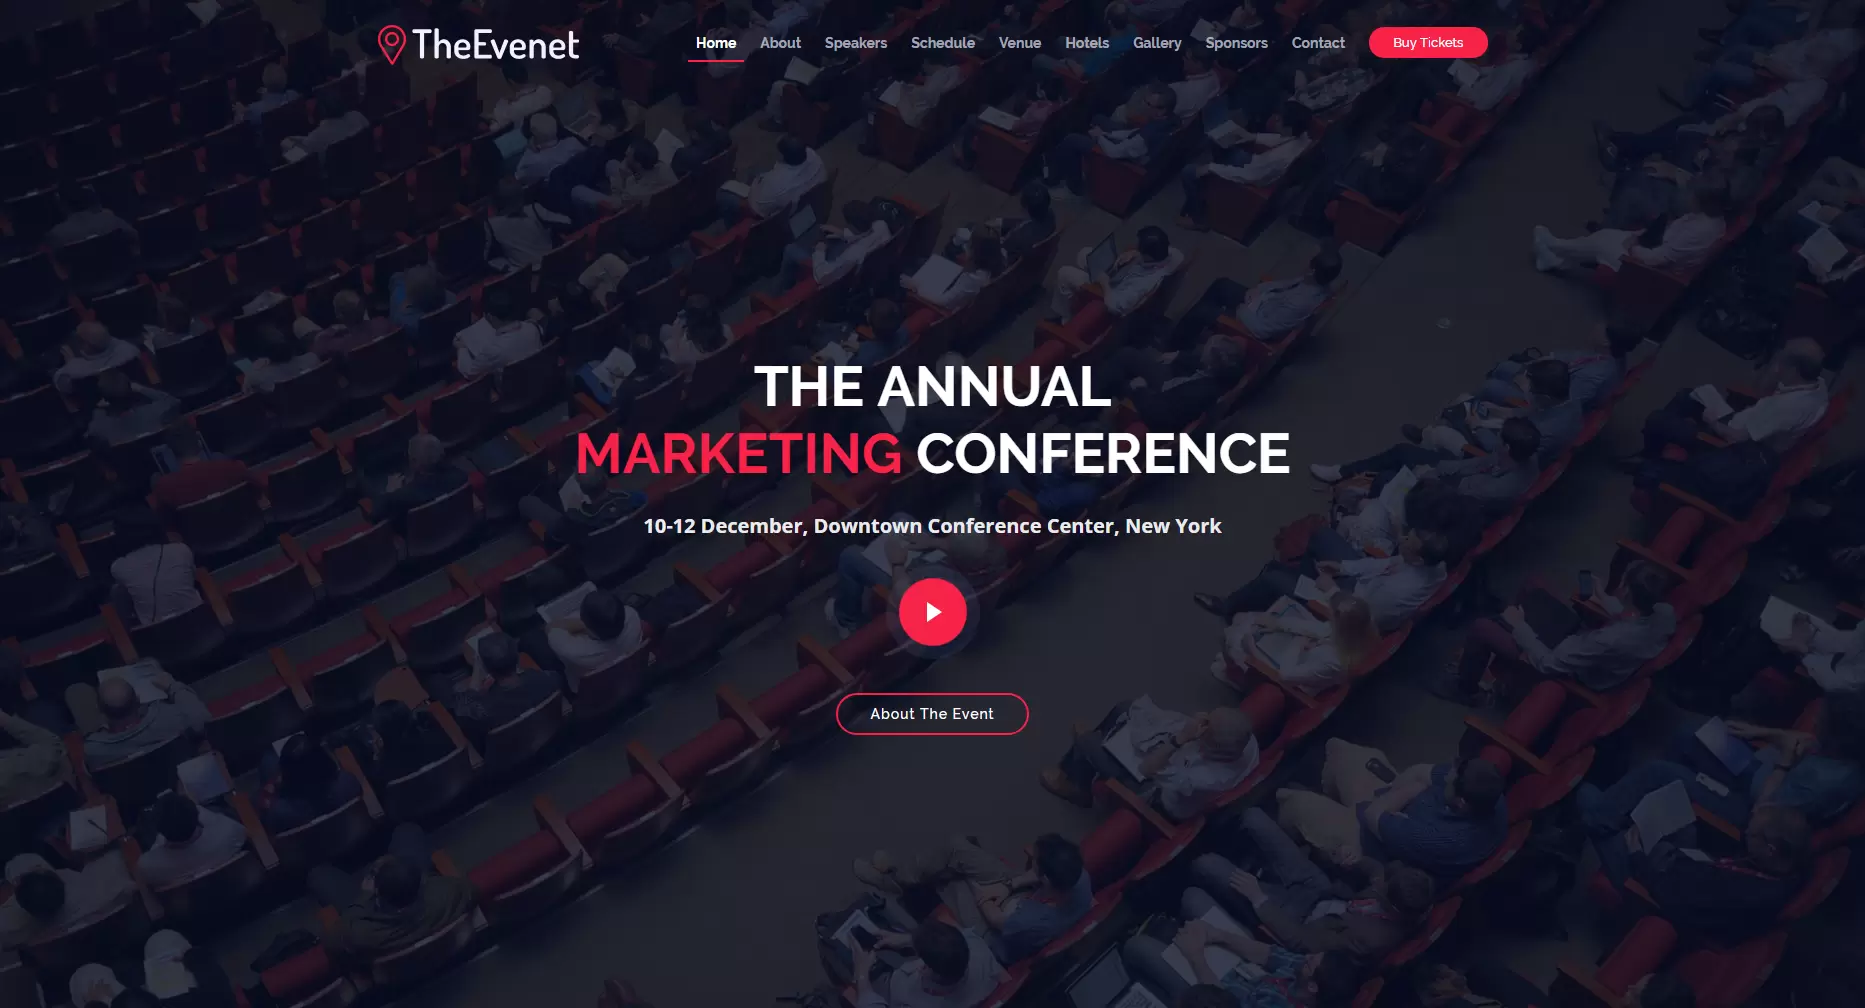 TheEvenet
Home About Speakers Schedule Venue Hotels Gallery Sponsors Contact Buy Tickets
THE ANNUAL
MARKETING CONFERENCE
10-12 December, Downtown Conference Center, New York
About The Event